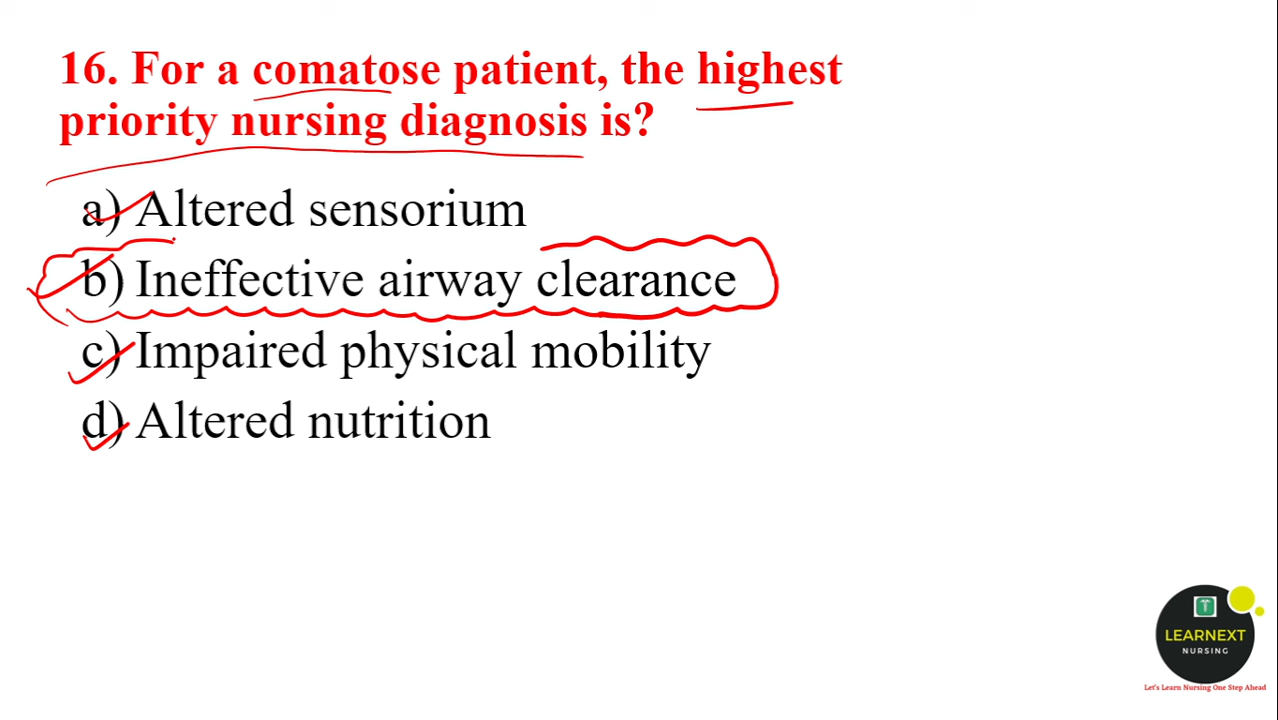 16. For a comatose patient, the highest
priority nursing diagnosis is?
a) Altered sensorium
b) Ineffective airway clearance
c) Impaired physical mobility
d) Altered nutrition
LEARNEXT
NURSING
Let's Learn Nursing One Step Ahead